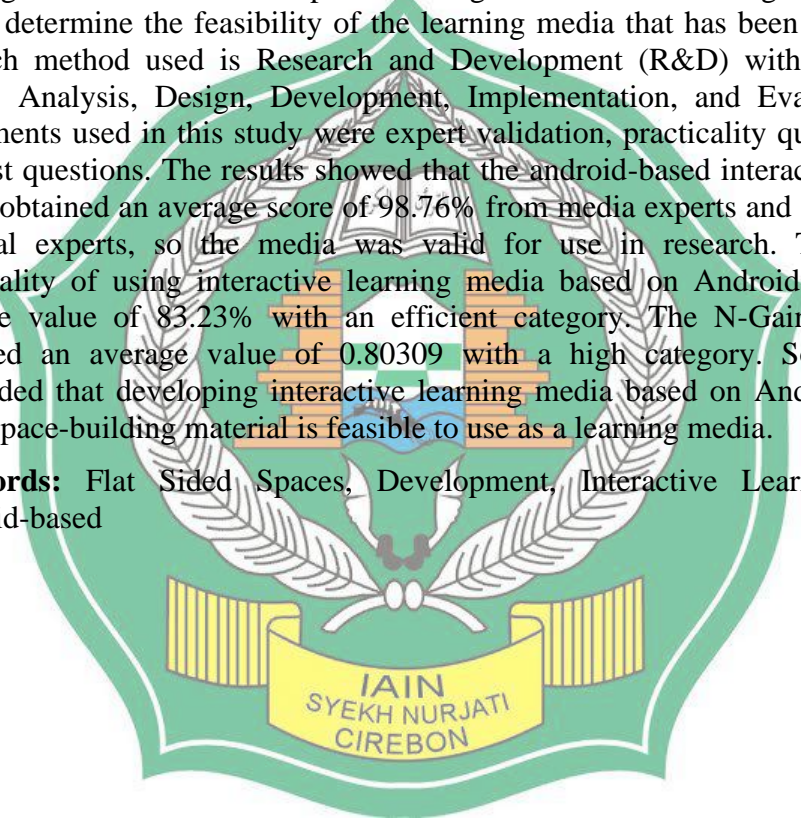 determine the feasibility of the learning media that has been
ch method used is Research and Development (R&D) with
Analysis, Design, Development, Implementation, and Eva
ments used in this study were expert validation, practicality qu
st questions. The results showed that the android-based interac
obtained an average score of 98.76% from media experts and
al experts, so the media was valid for use in research. T
ality of using interactive learning media based on Android
e value of 83.23% with an efficient category. The N-Gain
ed an average value of 0.80309 with a high category. S
ded that developing interactive learning media based on And
pace-building material is feasible to use as a learning media.
ords: Flat Sided Spaces, Development, Interactive Lear
id-based
IAIN
SYEKH NURJATI
CIREBON